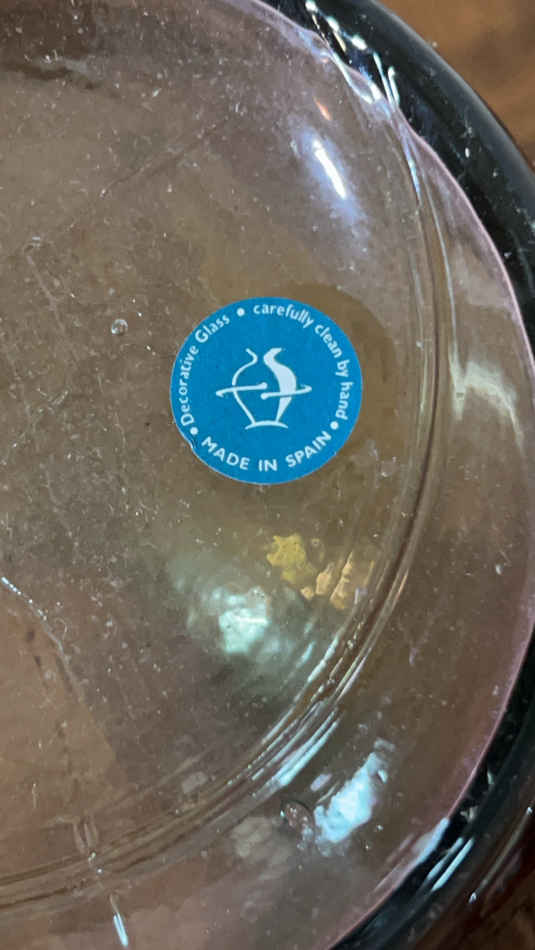 • Decorative Glass • carefully clean by hand •
MADE IN SPAIN